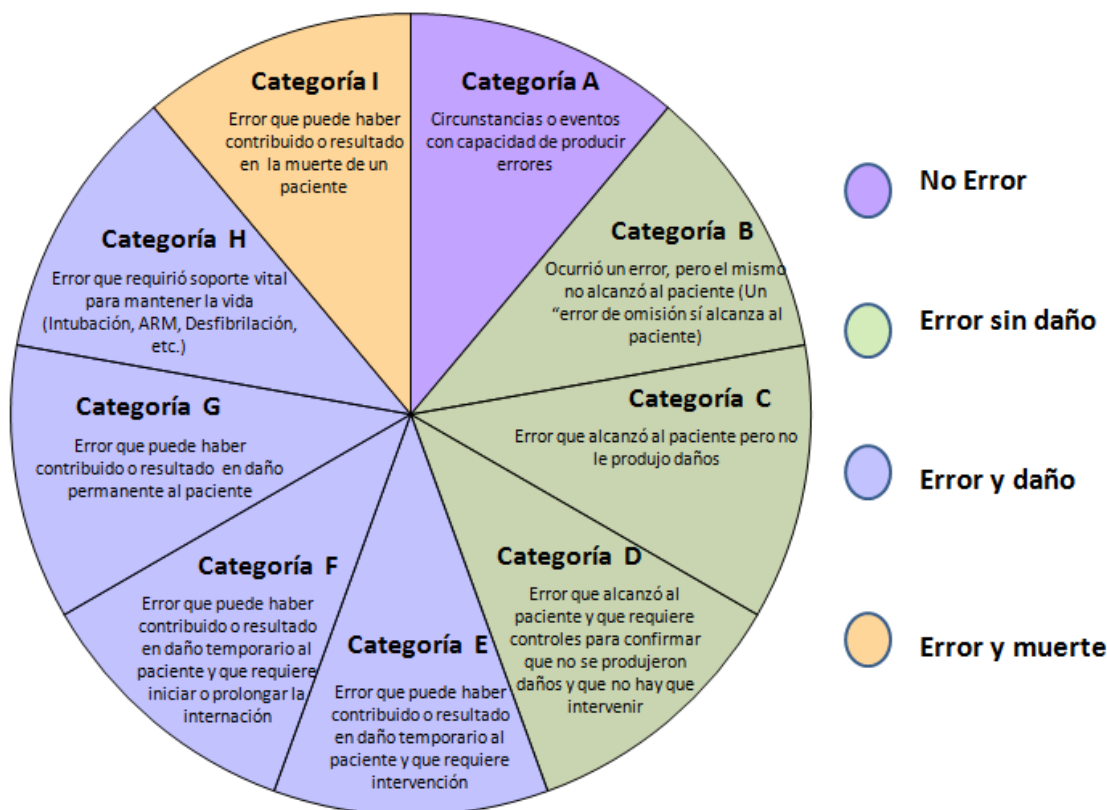 Categoría I
Error que puede haber
contribuido o resultado
en la muerte de un
paciente
Categoría A
Circunstancias o eventos
con capacidad de producir
errores
Categoría B
Ocurrió un error, pero el mismo
no alcanzó al paciente (Un
“error de omisión sí alcanza al
paciente)
Categoría C
Error que alcanzó al paciente pero no
le produjo daños
Categoría D
Error que alcanzó al
paciente y que requiere
controles para confirmar
que no se produjeron
daños y que no hay que
intervenir
Categoría E
Error que puede haber
contribuido o resultado
en daño temporario al
paciente y que requiere
intervención
Categoría F
Error que puede haber
contribuido o resultado
en daño temporario al
paciente y que requiere
iniciar o prolongar la
internación
Categoría G
Error que puede haber
contribuido o resultado en daño
permanente al paciente
Categoría H
Error que requirió soporte vital
para mantener la vida
(Intubación, ARM, Desfibrilación,
etc.)
No Error
Error sin daño
Error y daño
Error y muerte